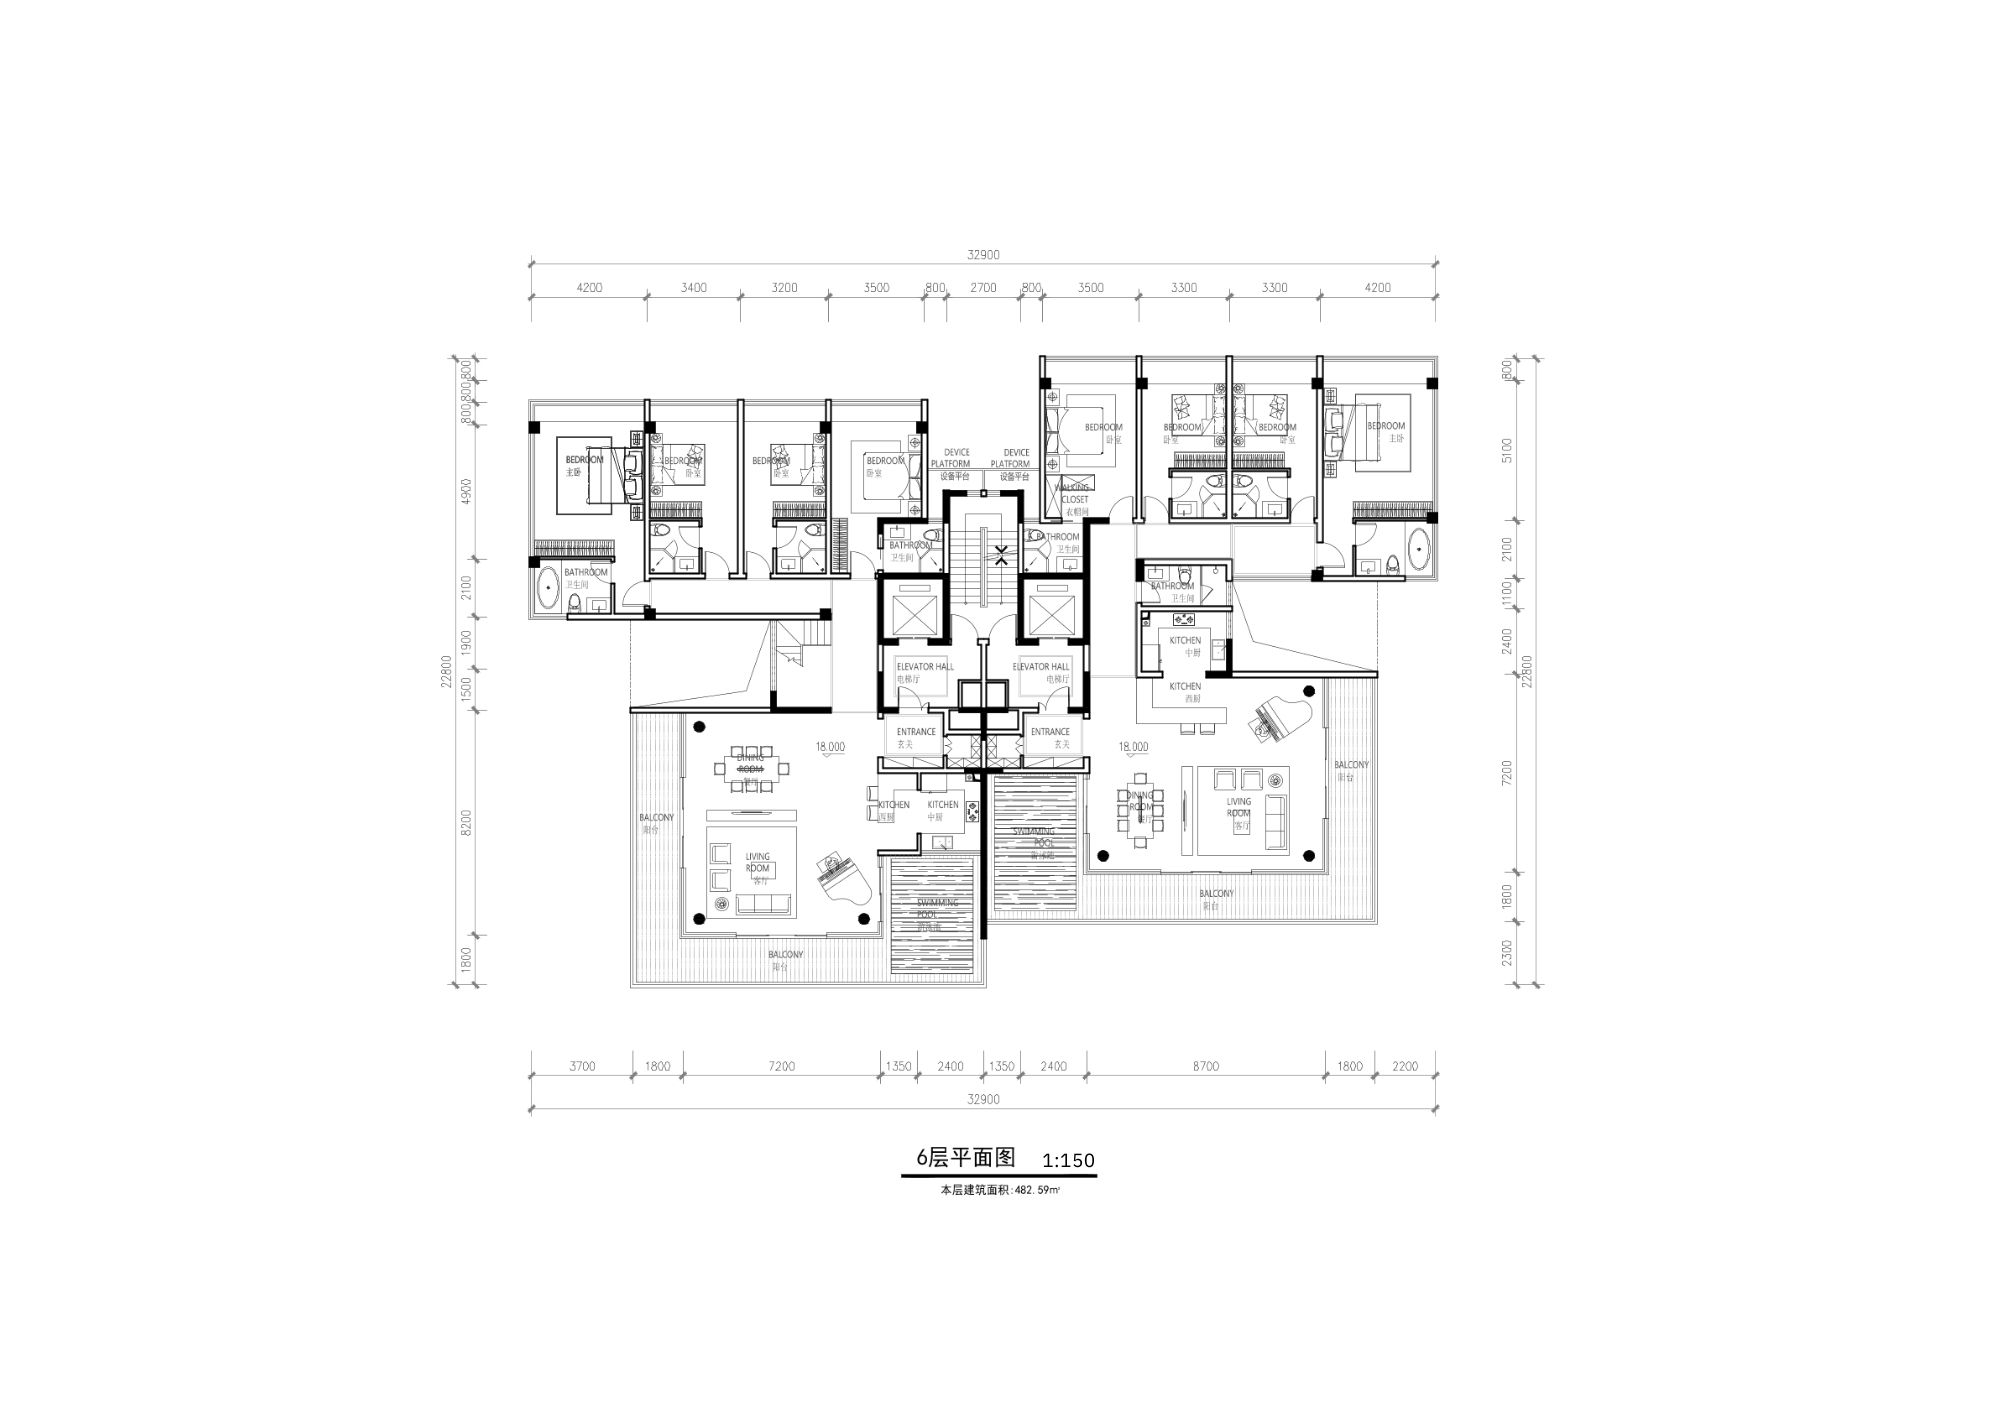 32900
4200 3400 3200 3500 800 2700 800 3500 3300 3300 4200
800 800 800 4900 2100 1900 1500 8200 1800
22800
800 5100 2100 1100 2400 7200 1800 2300
22800
BEDROOM
主卧
BEDROOM
卧室
BEDROOM
卧室
BEDROOM
卧室
DEVICE
PLATFORM
设备平台
DEVICE
PLATFORM
设备平台
BEDROOM
卧室
BEDROOM
卧室
BEDROOM
卧室
BEDROOM
主卧
WALKING
CLOSET
衣帽间
BATHROOM
卫生间
BATHROOM
卫生间
BATHROOM
卫生间
BATHROOM
卫生间
KITCHEN
中厨
KITCHEN
西厨
ELEVATOR HALL
电梯厅
ELEVATOR HALL
电梯厅
ENTRANCE
玄关
ENTRANCE
玄关
18.000
18.000
DINING
ROOM
餐厅
BALCONY
阳台
KITCHEN
西厨
KITCHEN
中厨
SWIMMING
POOL
游泳池
DINING
ROOM
餐厅
LIVING
ROOM
客厅
BALCONY
阳台
LIVING
ROOM
客厅
SWIMMING
POOL
游泳池
BALCONY
阳台
BALCONY
阳台
3700 1800 7200 1350 2400 1350 2400 8700 1800 2200
32900
6层平面图 1:150
本层建筑面积:482.59㎡